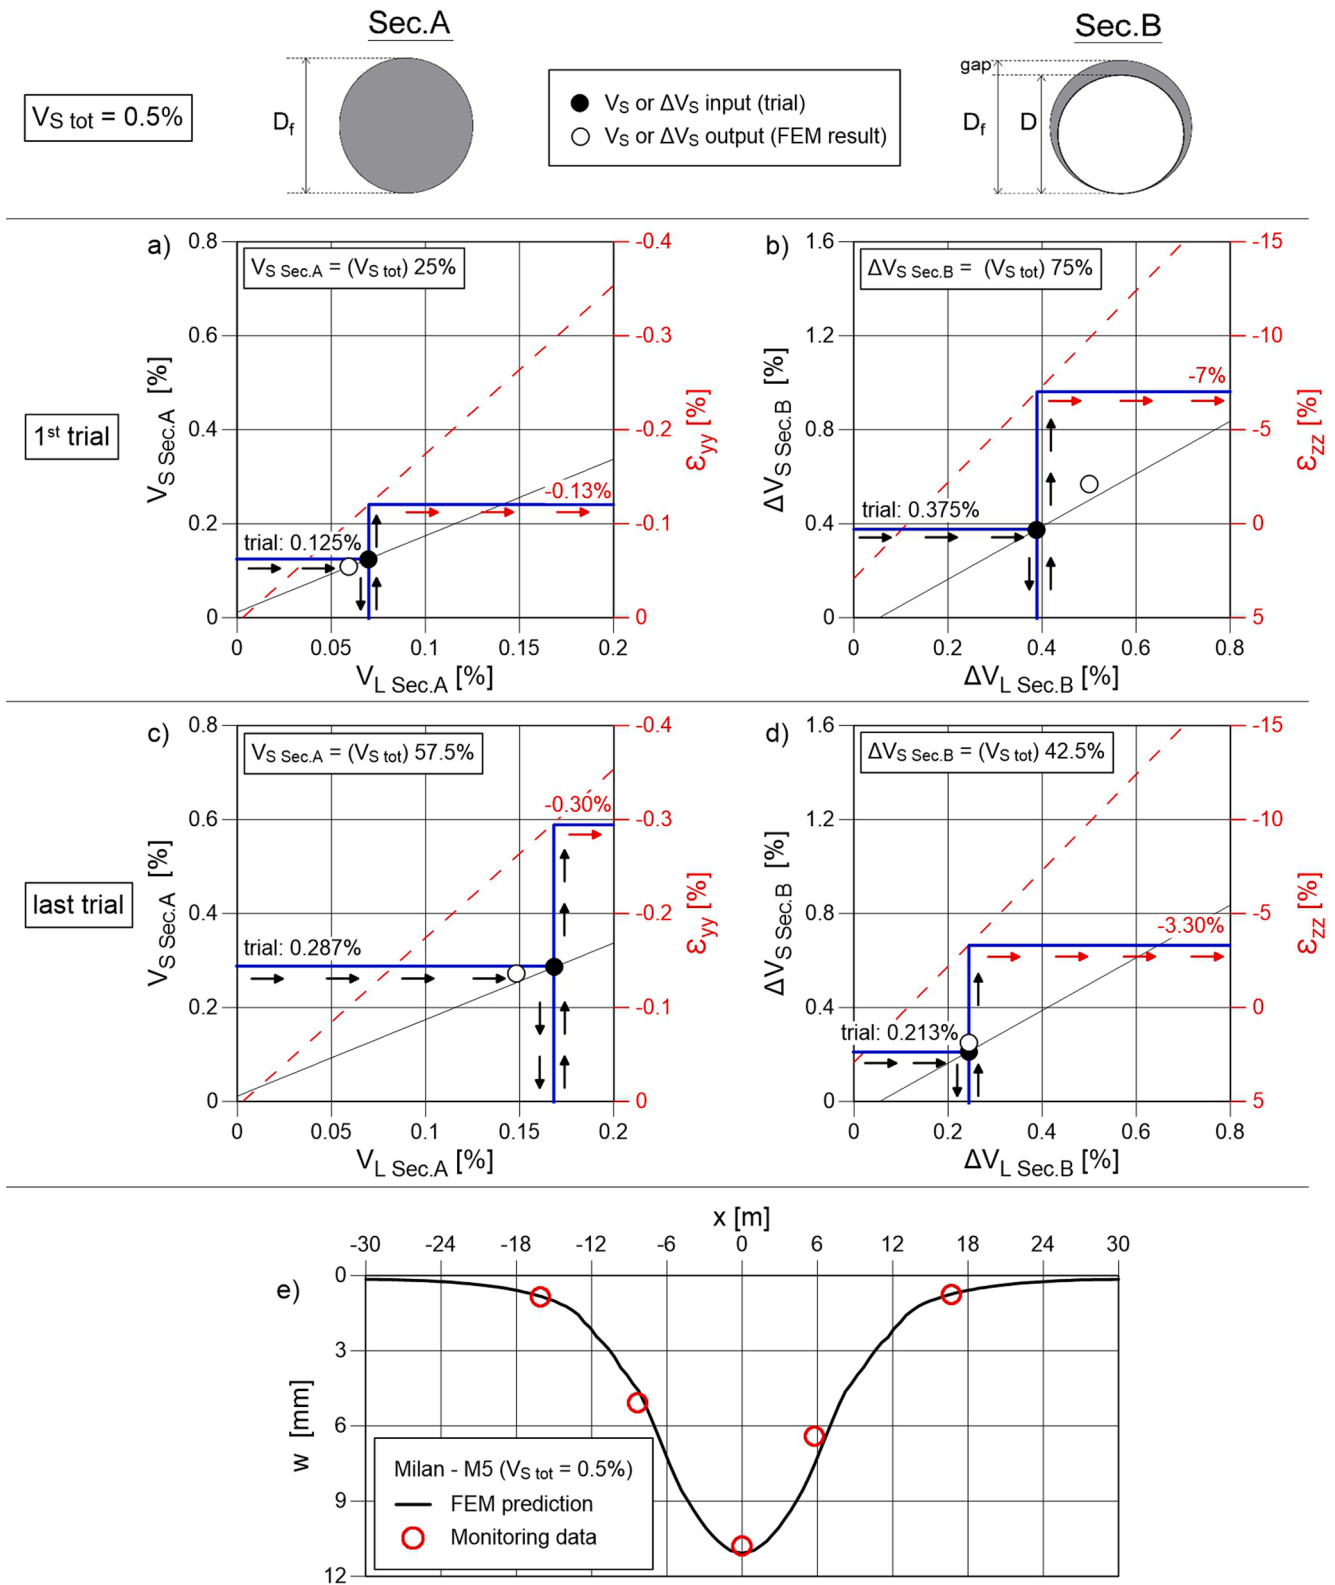 Sec.A
Sec.B
V_S tot = 0.5%
D_f
● V_S or ΔV_S input (trial)
○ V_S or ΔV_S output (FEM result)
gap
D_f
D
a)
V_S Sec.A = (V_S tot) 25%
0.8
0.6
0.4
0.2
0
V_S Sec.A [%]
-0.4
-0.3
-0.2
-0.1
0
ε_yy [%]
-0.13%
trial: 0.125%
0 0.05 0.1 0.15 0.2
V_L Sec.A [%]
1st trial
b)
ΔV_S Sec.B = (V_S tot) 75%
1.6
1.2
0.8
0.4
0
ΔV_S Sec.B [%]
-15
-10
-5
0
5
ε_zz [%]
-7%
trial: 0.375%
0 0.2 0.4 0.6 0.8
ΔV_L Sec.B [%]
c)
V_S Sec.A = (V_S tot) 57.5%
0.8
0.6
0.4
0.2
0
V_S Sec.A [%]
-0.4
-0.3
-0.2
-0.1
0
ε_yy [%]
-0.30%
trial: 0.287%
0 0.05 0.1 0.15 0.2
V_L Sec.A [%]
last trial
d)
ΔV_S Sec.B = (V_S tot) 42.5%
1.6
1.2
0.8
0.4
0
ΔV_S Sec.B [%]
-15
-10
-5
0
5
ε_zz [%]
-3.30%
trial: 0.213%
0 0.2 0.4 0.6 0.8
ΔV_L Sec.B [%]
x [m]
-30 -24 -18 -12 -6 0 6 12 18 24 30
e)
0
3
6
9
12
w [mm]
Milan - M5 (V_S tot = 0.5%)
FEM prediction
Monitoring data